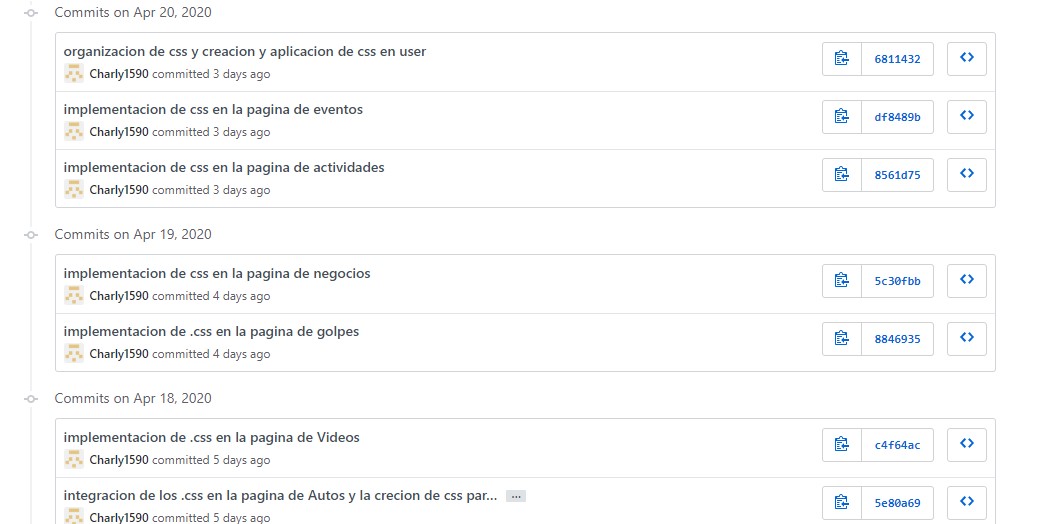 Commits on Apr 20, 2020
organizacion de css y creacion y aplicacion de css en user
6811432
Charly1590 committed 3 days ago
implementacion de css en la pagina de eventos
df8489b
Charly1590 committed 3 days ago
implementacion de css en la pagina de actividades
8561d75
Charly1590 committed 3 days ago
Commits on Apr 19, 2020
implementacion de css en la pagina de negocios
5c30fbb
Charly1590 committed 4 days ago
implementacion de .css en la pagina de golpes
8846935
Charly1590 committed 4 days ago
Commits on Apr 18, 2020
implementacion de .css en la pagina de Videos
c4f64ac
Charly1590 committed 5 days ago
integracion de los .css en la pagina de Autos y la crecion de css par... ...
5e80a69
Charly1590 committed 5 days ago